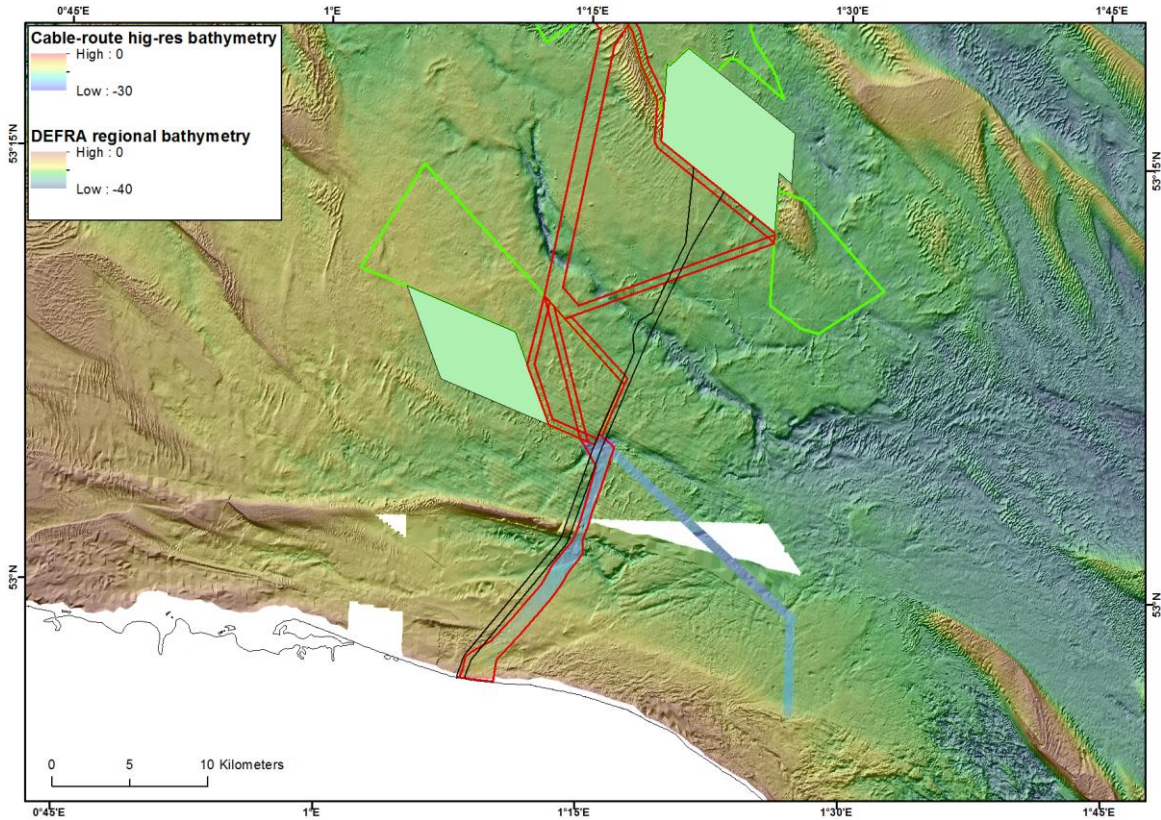 0°45'E 1°E 1°15'E 1°30'E 1°45'E
Cable-route hig-res bathymetry
High : 0
Low : -30
DEFRA regional bathymetry
High : 0
Low : -40
53°15'N 53°15'N
53°N 53°N
0 5 10 Kilometers
0°45'E 1°E 1°15'E 1°30'E 1°45'E